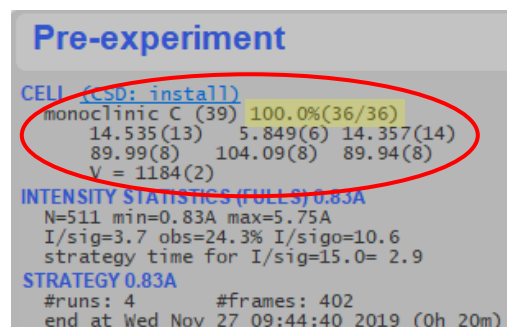 Pre-experiment
CELL (CSD: install)
monoclinic C (39) 100.0%(36/36)
14.535(13) 5.849(6) 14.357(14)
89.99(8) 104.09(8) 89.94(8)
V = 1184(2)
INTENSITY STATISTICS (FULLS) 0.83A
N=511 min=0.83A max=5.75A
I/sig=3.7 obs=24.3% I/sigo=10.6
strategy time for I/sig=15.0= 2.9
STRATEGY 0.83A
#runs: 4 #frames: 402
end at Wed Nov 27 09:44:40 2019 (0h 20m)